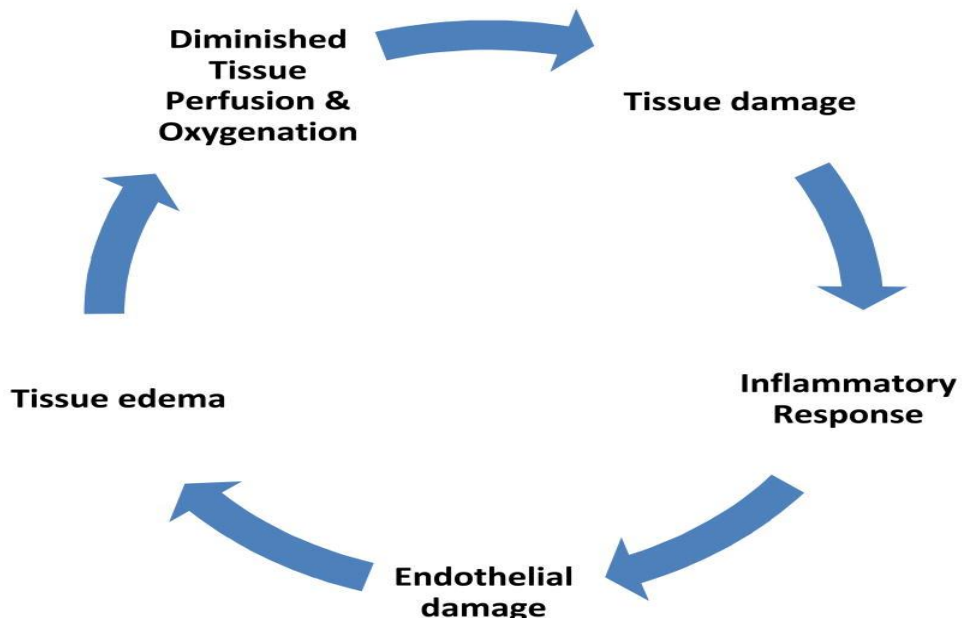 Diminished
Tissue
Perfusion &
Oxygenation
Tissue damage
Inflammatory
Response
Endothelial
damage
Tissue edema